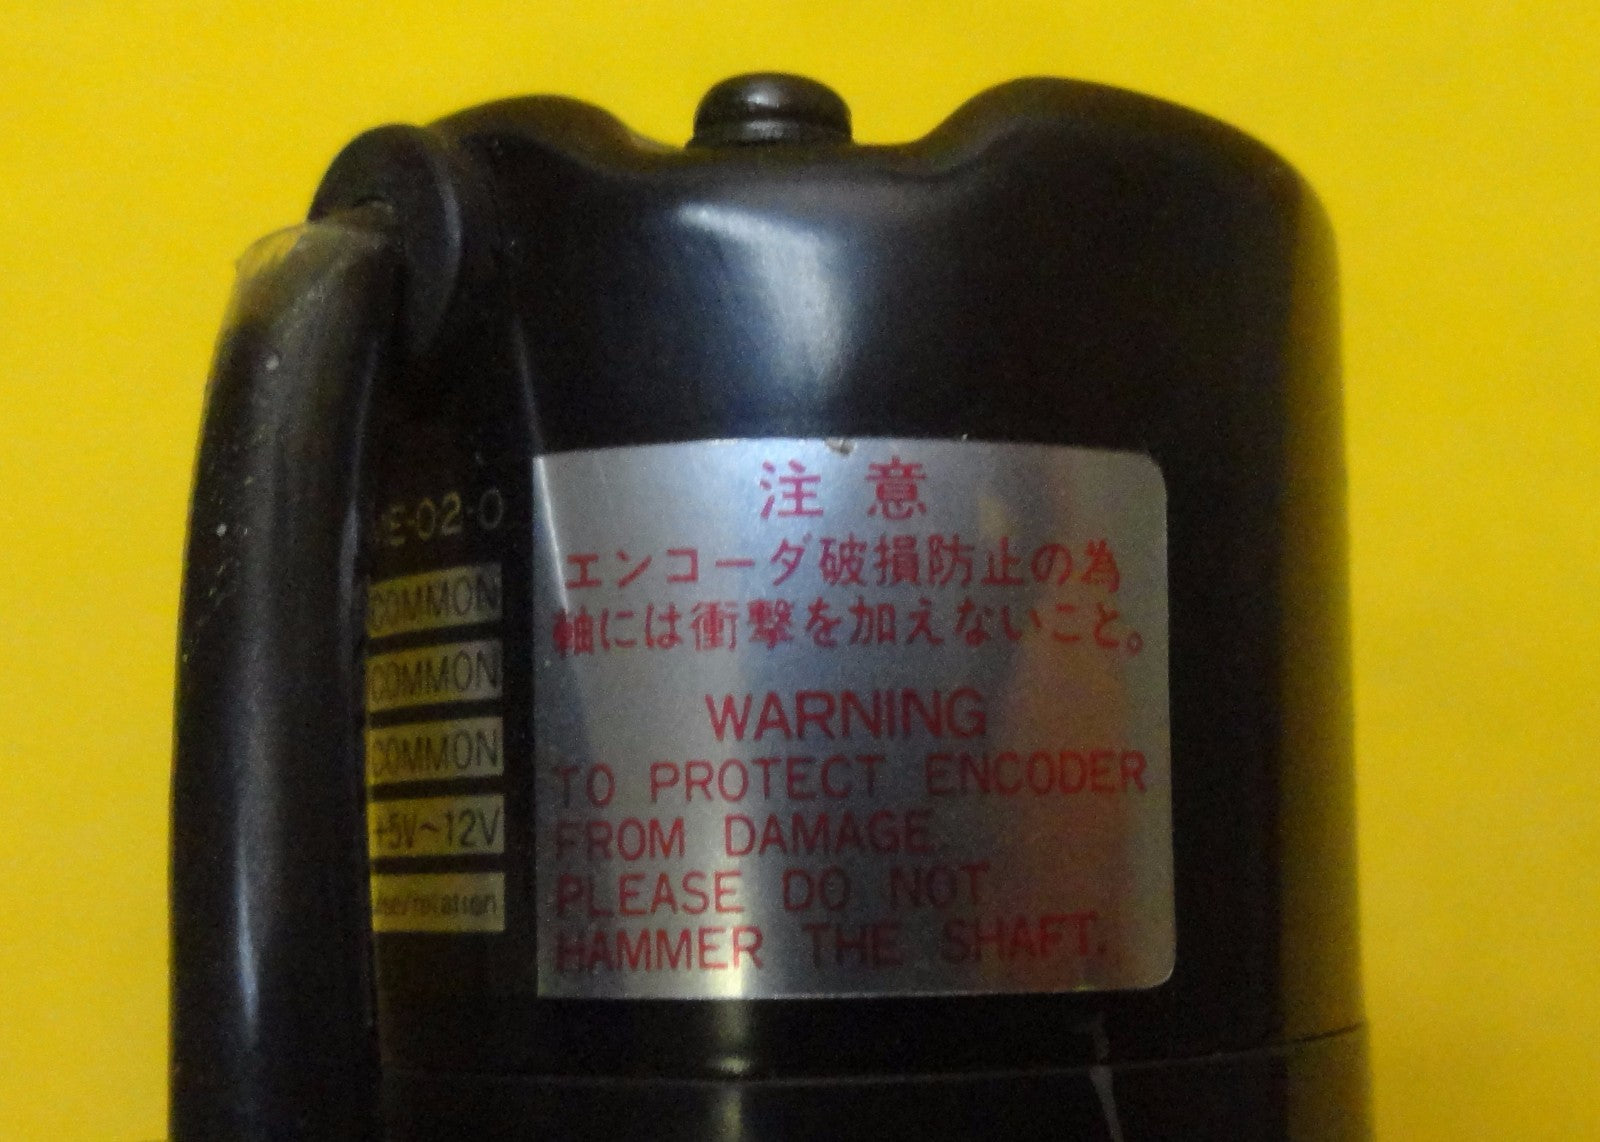 E-02-0
COMMON
COMMON
COMMON
+5V~12V
注意
エンコーダ破損防止の為
軸には衝撃を加えないこと。
WARNING
TO PROTECT ENCODER
FROM DAMAGE.
PLEASE DO NOT
HAMMER THE SHAFT.